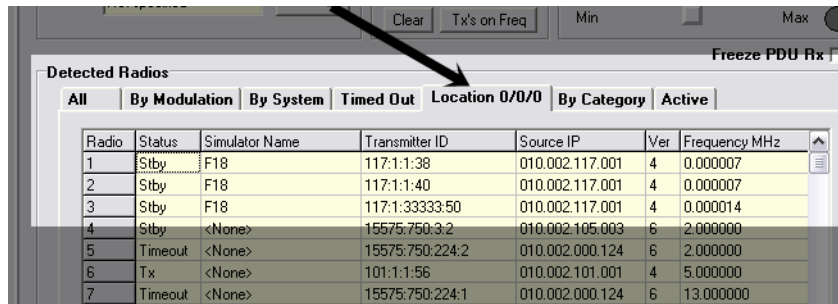 Clear Tx's on Freq Min Max
Freeze PDU Rx
Detected Radios
All By Modulation By System Timed Out Location 0/0/0 By Category Active
Radio Status Simulator Name Transmitter ID Source IP Ver Frequency MHz
1 Stby F18 117:1:1:38 010.002.117.001 4 0.000007
2 Stby F18 117:1:1:40 010.002.117.001 4 0.000007
3 Stby F18 117:1:33333:50 010.002.117.001 4 0.000014
4 Stby <None> 15575:750:3:2 010.002.105.003 6 2.000000
5 Timeout <None> 15575:750:224:2 010.002.000.124 6 2.000000
6 Tx <None> 101:1:1:56 010.002.101.001 4 5.000000
7 Timeout <None> 15575:750:224:1 010.002.000.124 6 13.000000